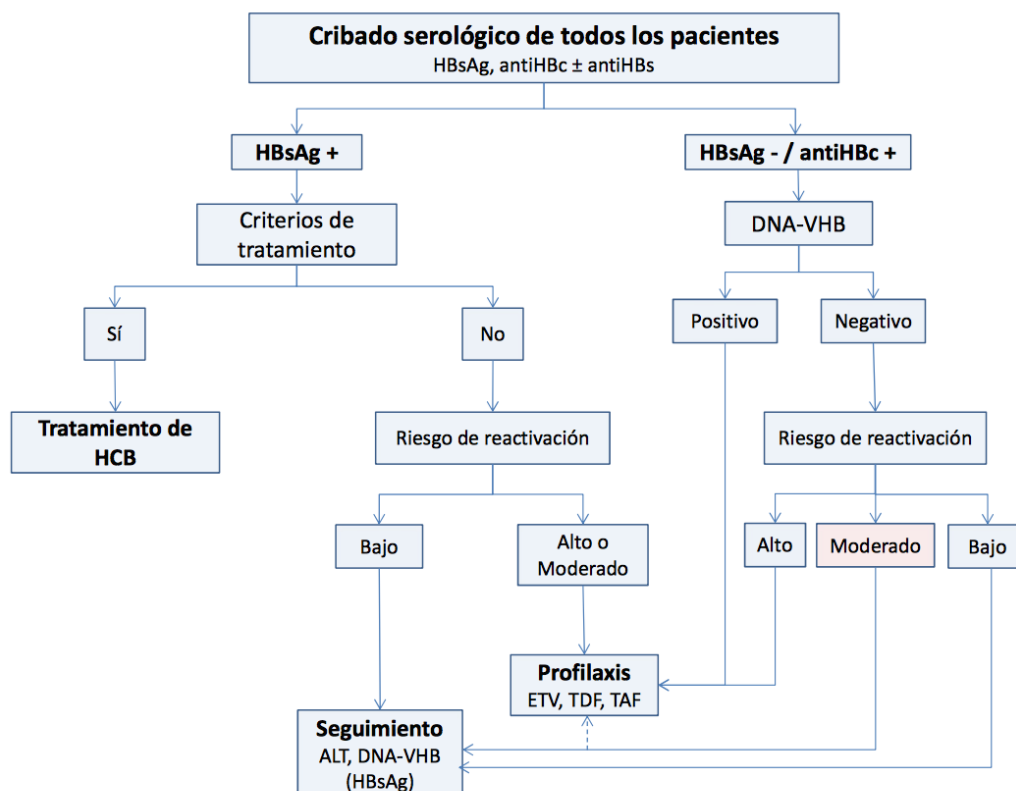 Cribado serológico de todos los pacientes
HBsAg, antiHBc ± antiHBs
HBsAg +
HBsAg - / antiHBc +
Criterios de
tratamiento
DNA-VHB
Sí
No
Positivo
Negativo
Tratamiento de
HCB
Riesgo de reactivación
Riesgo de reactivación
Bajo
Alto o
Moderado
Alto
Moderado
Bajo
Profilaxis
ETV, TDF, TAF
Seguimiento
ALT, DNA-VHB
(HBsAg)